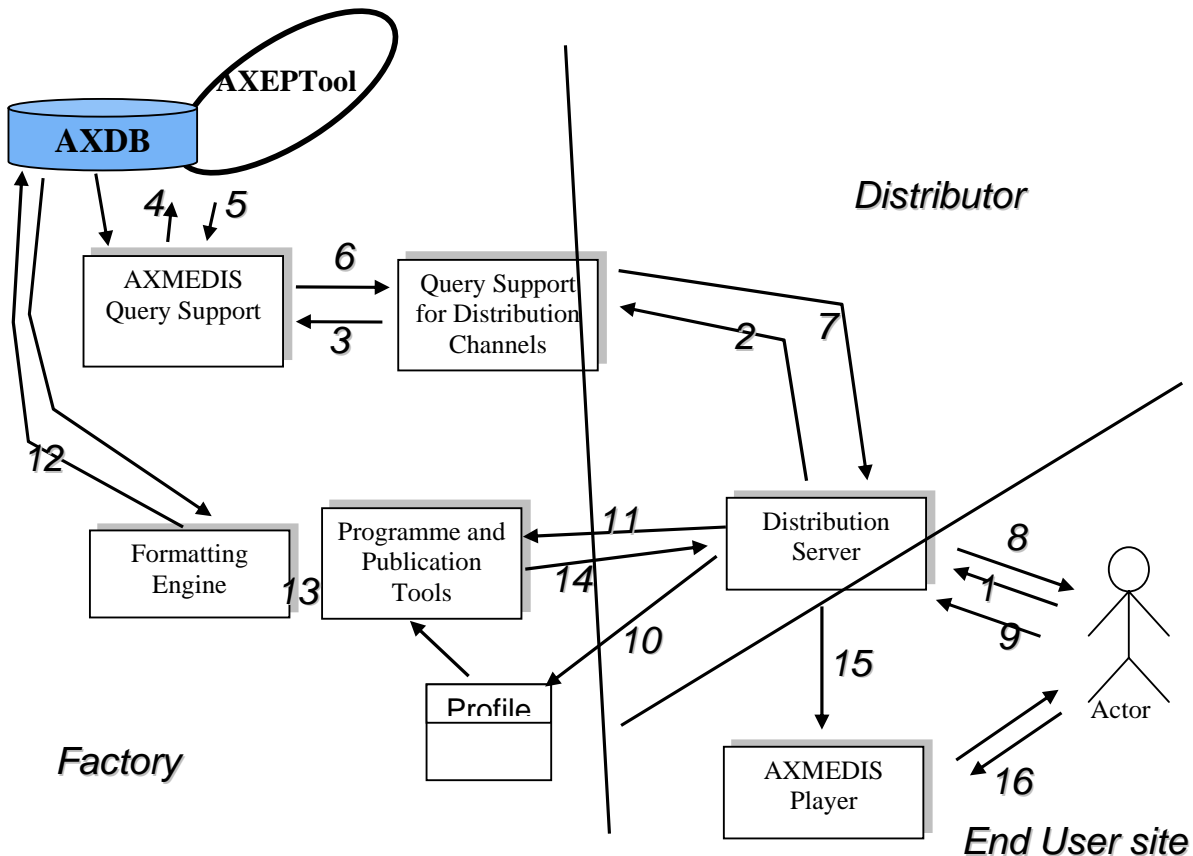 AXEPTool
AXDB
Distributor
4
5
AXMEDIS
Query Support
6
3
Query Support
for Distribution
Channels
2
7
12
Formatting
Engine
13
Programme and
Publication
Tools
11
14
Distribution
Server
8
1
9
10
15
Profile
Actor
Factory
AXMEDIS
Player
16
End User site